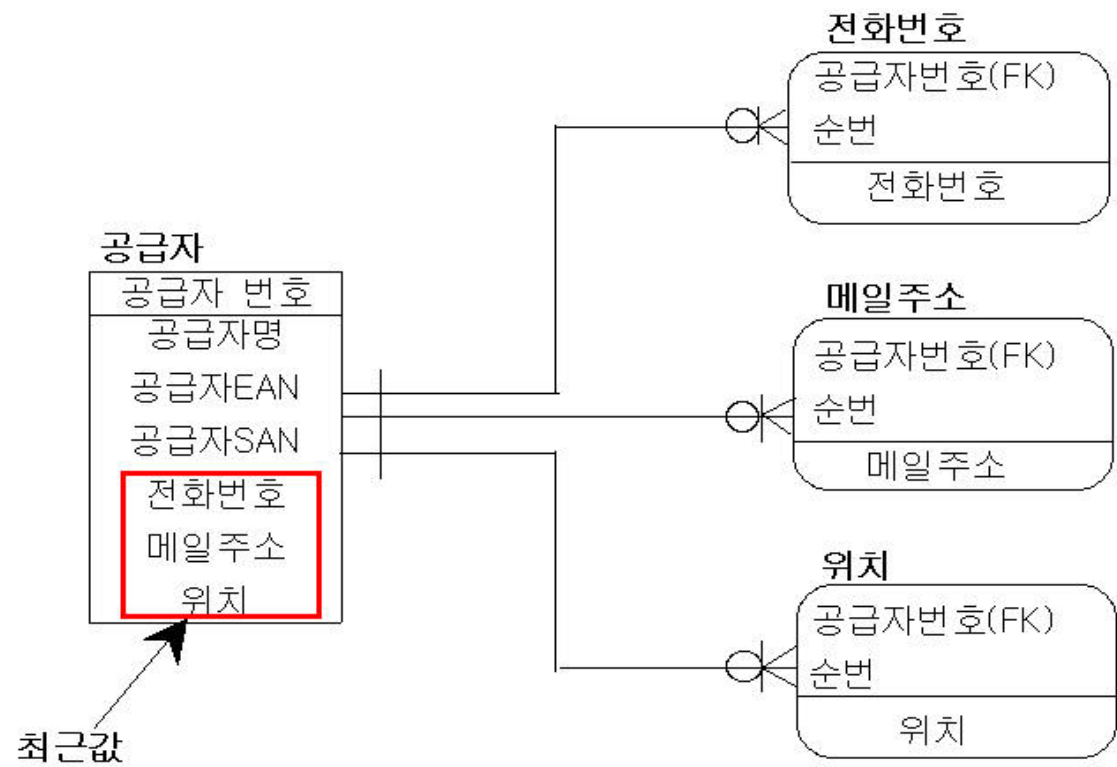 전화번호
공급자번호(FK)
순번
전화번호
공급자
공급자 번호
공급자명
공급자EAN
공급자SAN
전화번호
메일주소
위치
최근값
메일주소
공급자번호(FK)
순번
메일주소
위치
공급자번호(FK)
순번
위치